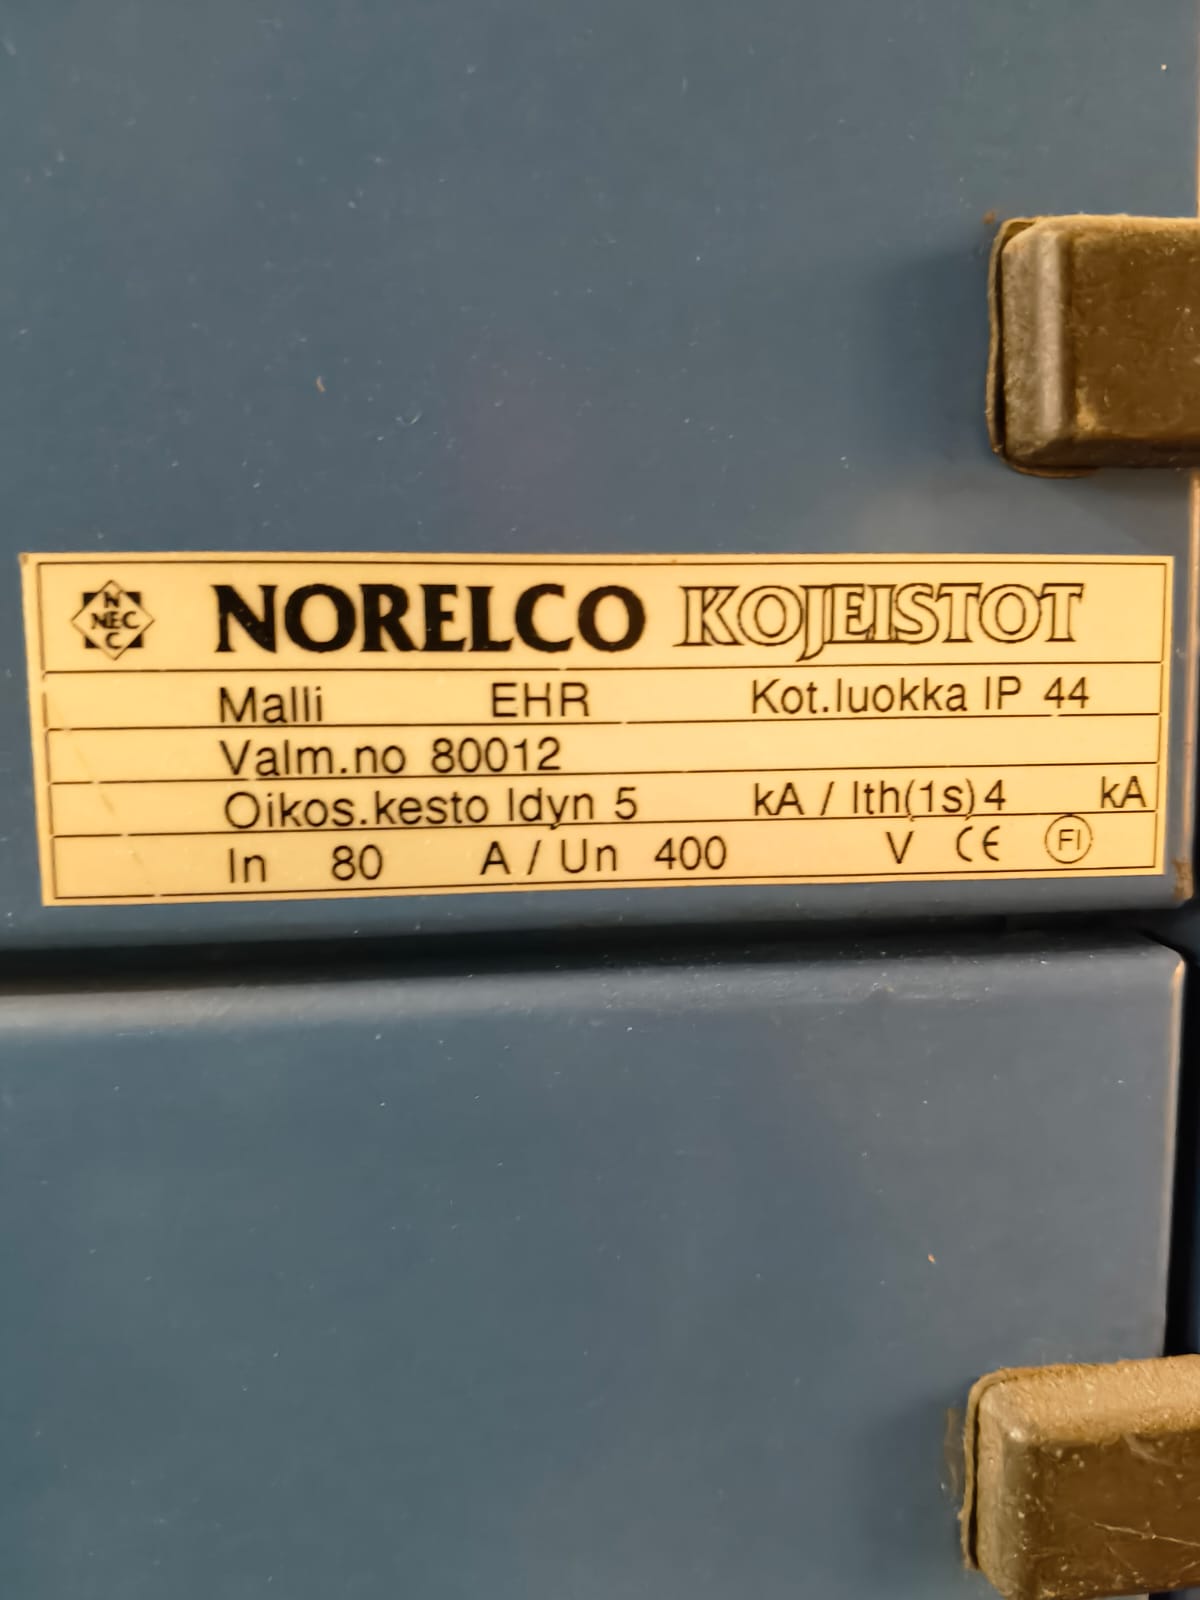 N
NEC
C
NORELCO KOJEISTOT
Malli EHR Kot.luokka IP 44
Valm.no 80012
Oikos.kesto Idyn 5 kA / Ith(1s) 4 kA
In 80 A / Un 400 V CE FI